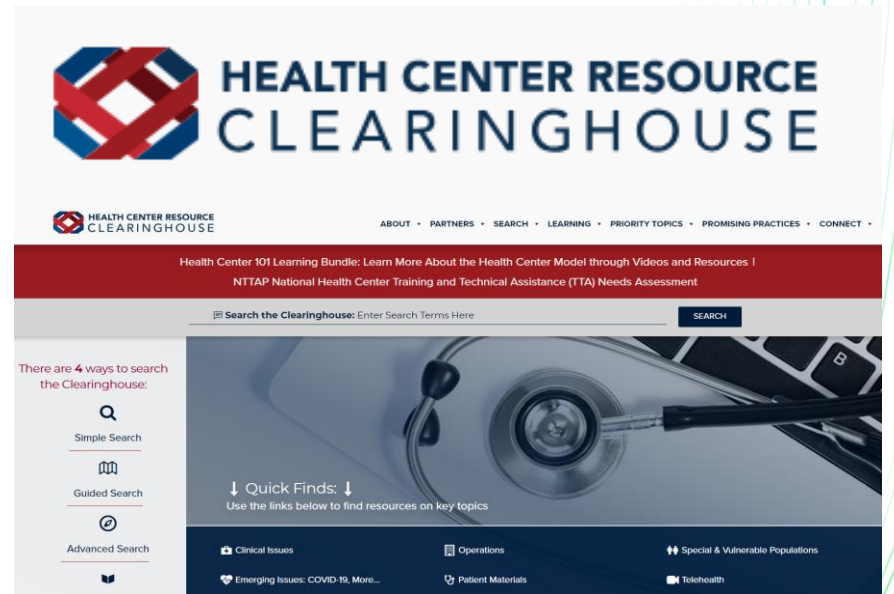 HEALTH CENTER RESOURCE
CLEARINGHOUSE
HEALTH CENTER RESOURCE
CLEARINGHOUSE
ABOUT • PARTNERS • SEARCH • LEARNING • PRIORITY TOPICS • PROMISING PRACTICES • CONNECT •
Health Center 101 Learning Bundle: Learn More About the Health Center Model through Videos and Resources |
NTTAP National Health Center Training and Technical Assistance (TTA) Needs Assessment
Search the Clearinghouse: Enter Search Terms Here
SEARCH
There are 4 ways to search
the Clearinghouse:
Simple Search
Guided Search
Advanced Search
B
↓ Quick Finds: ↓
Use the links below to find resources on key topics
Clinical Issues
Operations
Special & Vulnerable Populations
Emerging Issues: COVID-19, More...
Patient Materials
Telehealth